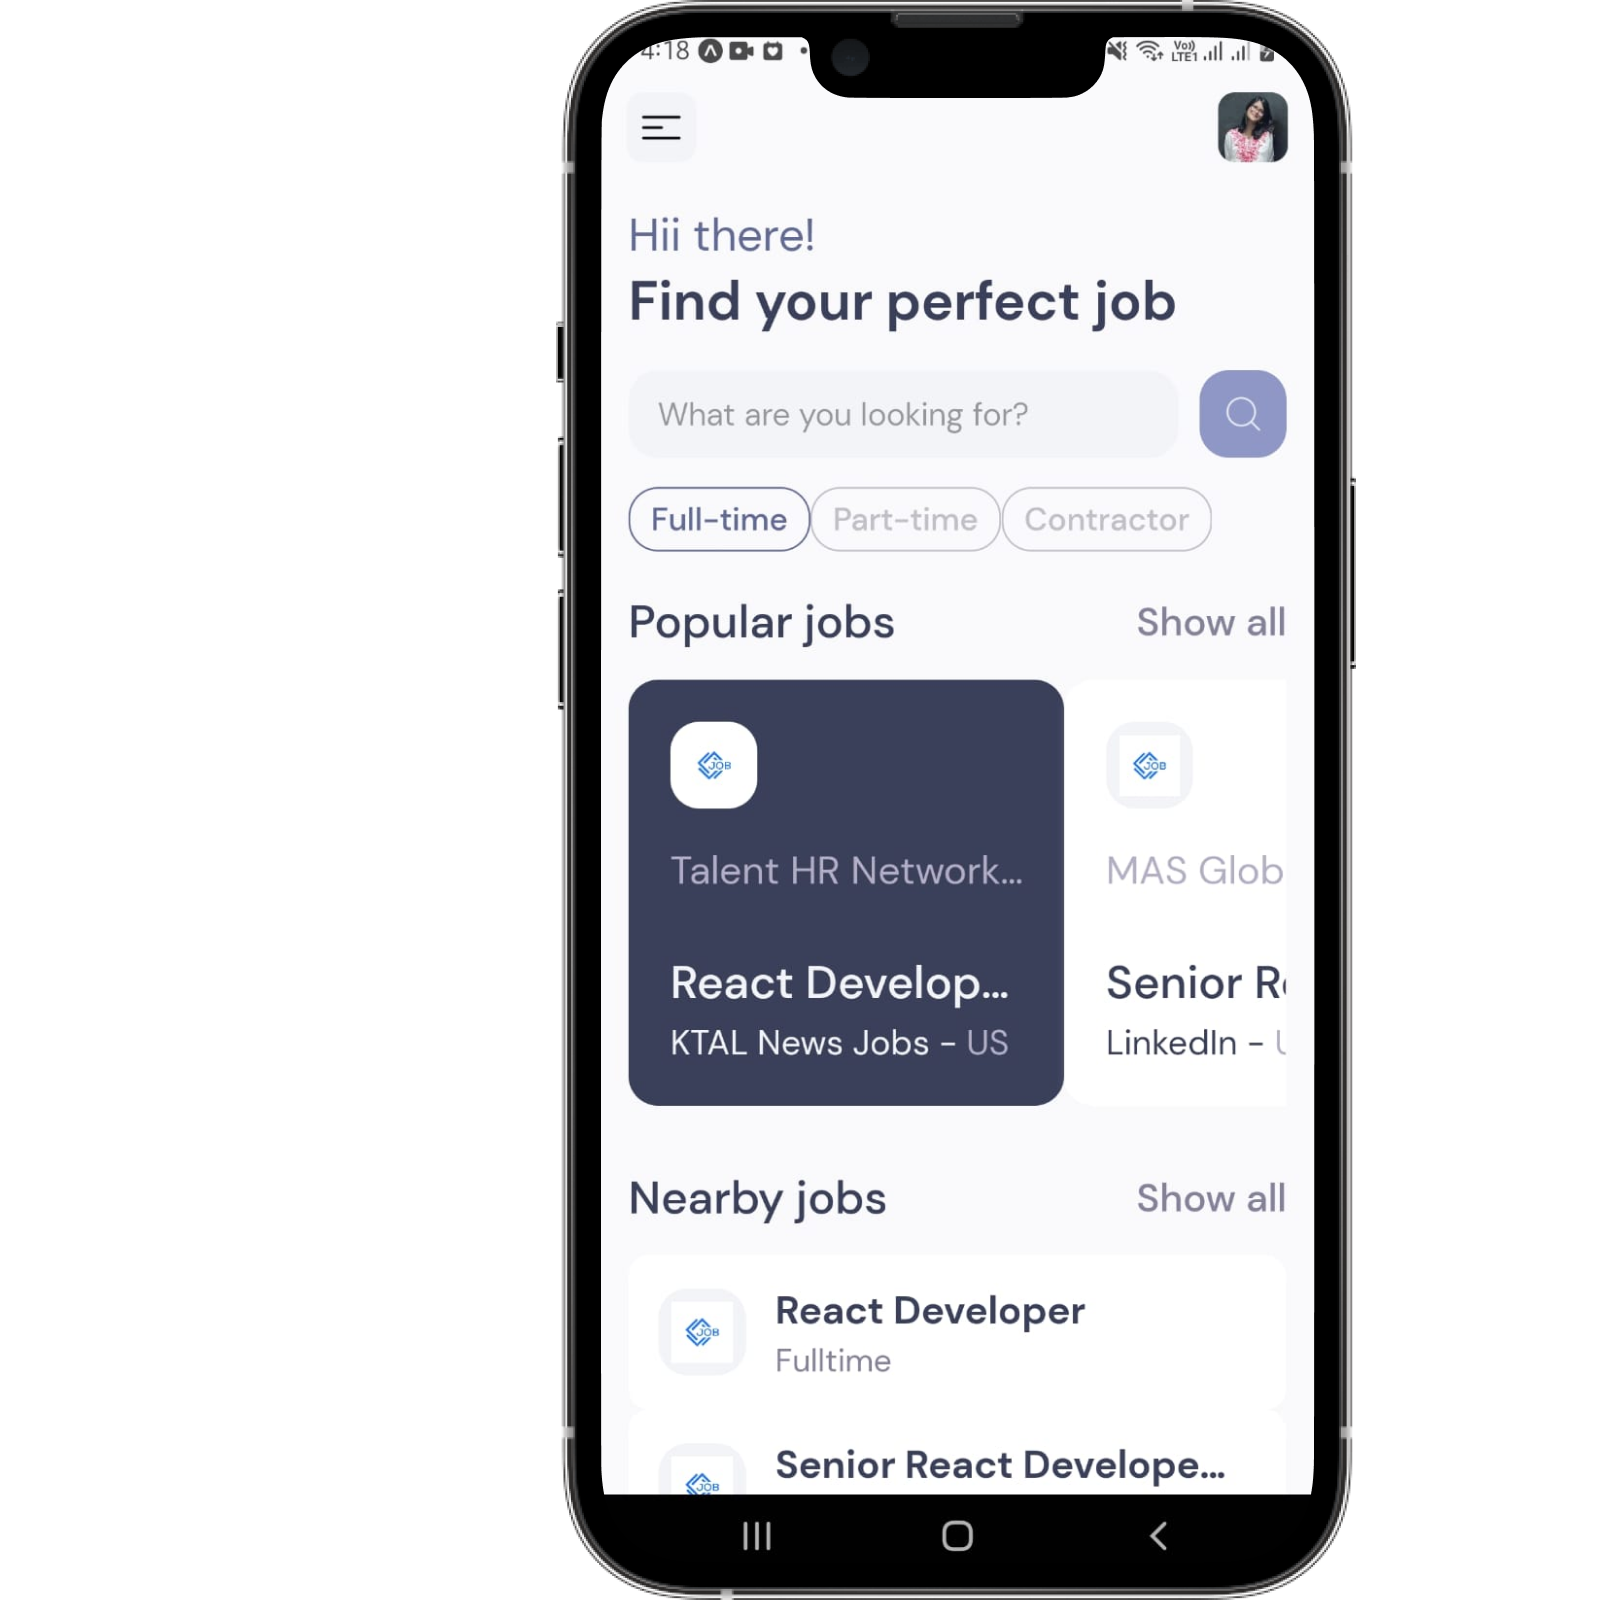 4:18
Vo))
LTE1
Hii there!
Find your perfect job
What are you looking for?
Full-time Part-time Contractor
Popular jobs Show all
JOB JOB
Talent HR Network... MAS Glob
React Develop... Senior R
KTAL News Jobs - US LinkedIn - U
Nearby jobs Show all
JOB
React Developer
Fulltime
JOB
Senior React Develope...